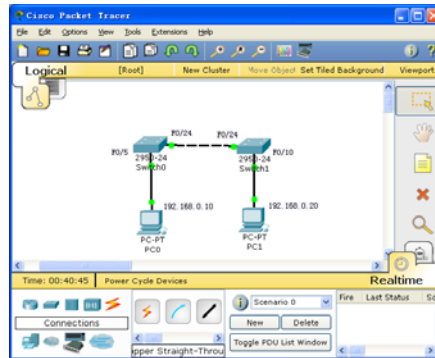 Cisco Packet Tracer
File Edit Options View Tools Extensions Help
Logical [Root] New Cluster Move Object Set Tiled Background Viewport
F0/24 F0/24
F0/5 F0/10
2950-24 2950-24
Switch0 Switch1
192.168.0.10 192.168.0.20
PC-PT PC-PT
PC0 PC1
Time: 00:40:45 Power Cycle Devices Realtime
Scenario 0 Fire Last Status
Connections New Delete
Toggle PDU List Window
opper Straight-Throu